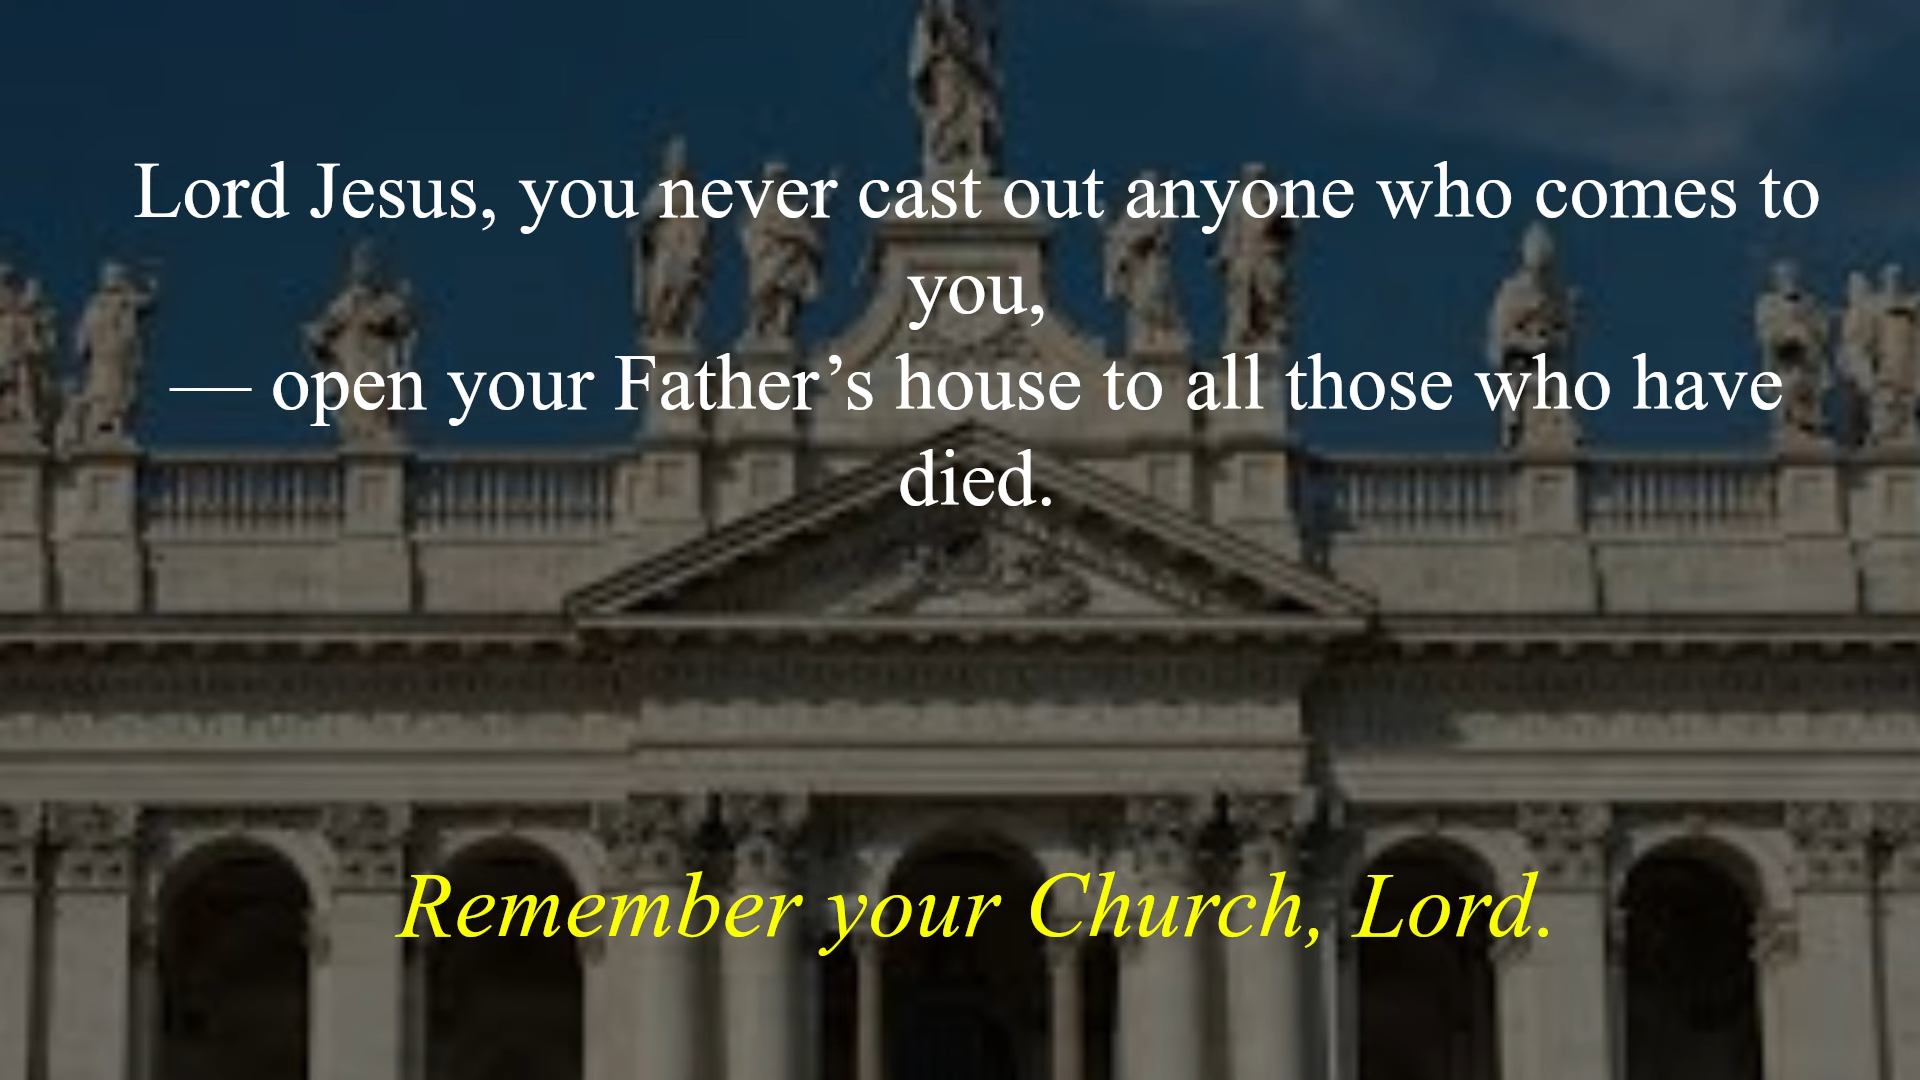 Lord Jesus, you never cast out anyone who comes to
you,
— open your Father’s house to all those who have
died.
Remember your Church, Lord.